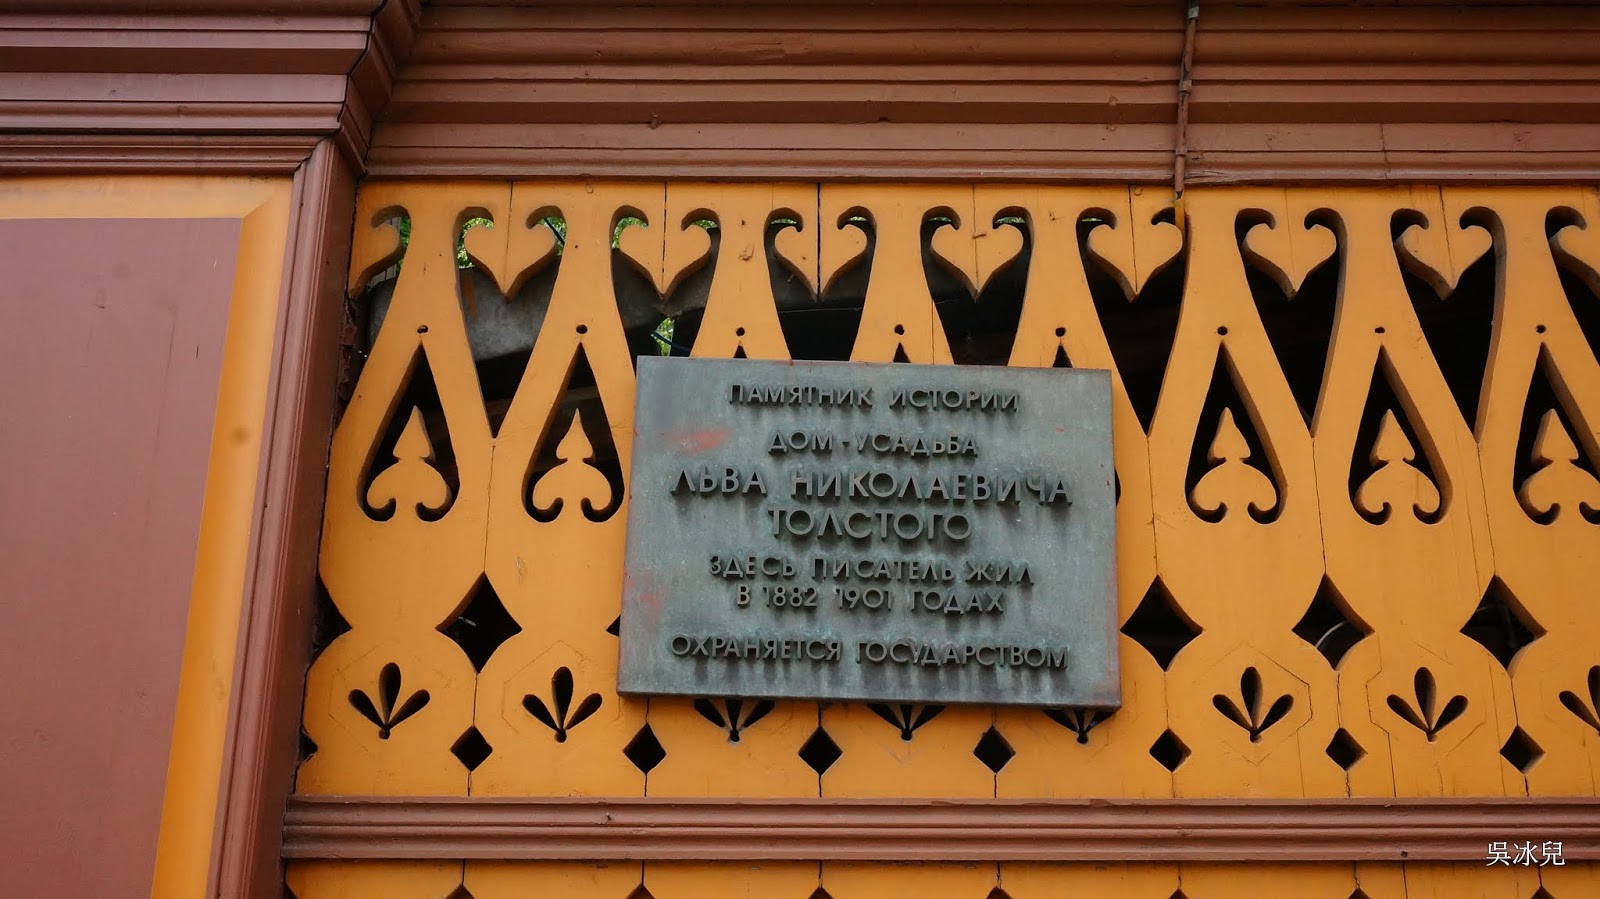 ПАМЯТНИК ИСТОРИИ
ДОМ-УСАДЬБА
ЛЬВА НИКОЛАЕВИЧА
ТОЛСТОГО
ЗДЕСЬ ПИСАТЕЛЬ ЖИЛ
В 1882 1901 ГОДАХ
ОХРАНЯЕТСЯ ГОСУДАРСТВОМ
吳冰兒